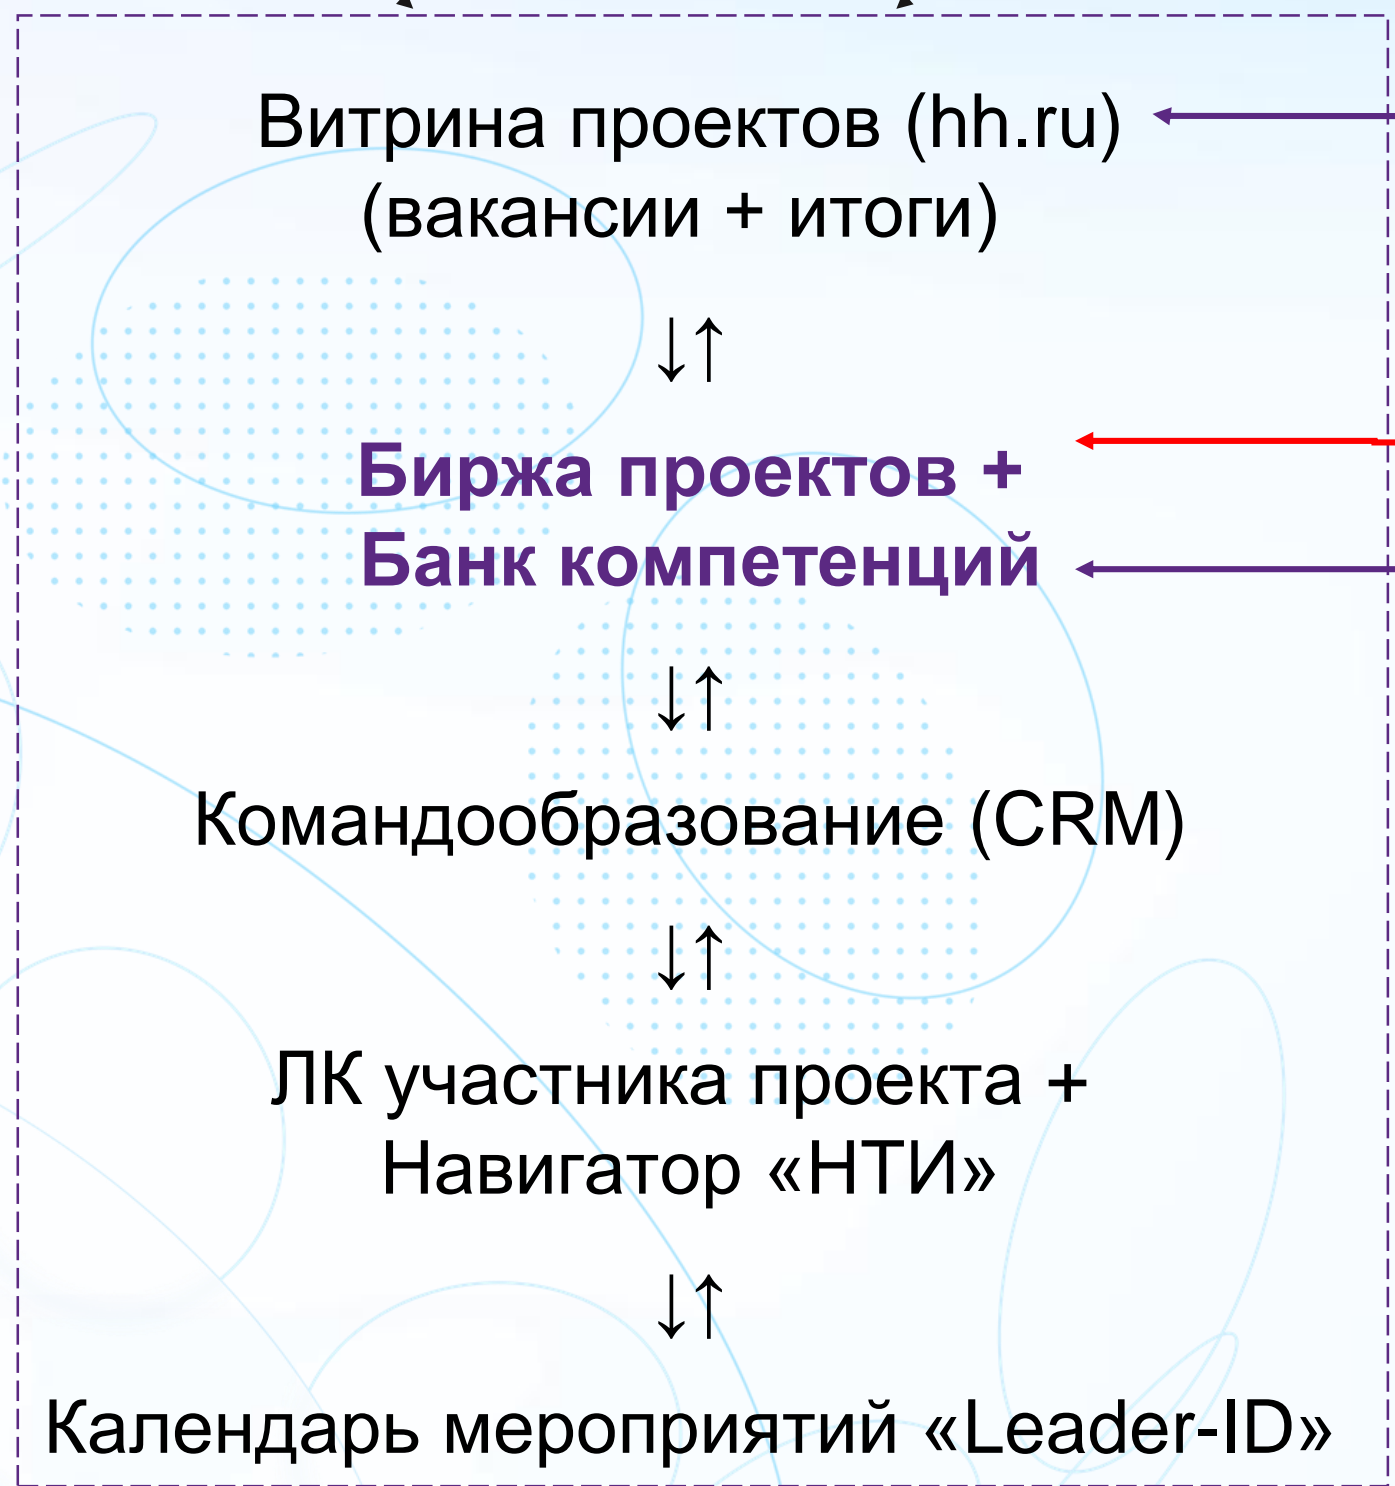 Витрина проектов (hh.ru)
(вакансии + итоги)
↓↑
Биржа проектов +
Банк компетенций
↓↑
Командообразование (CRM)
↓↑
ЛК участника проекта +
Навигатор «НТИ»
↓↑
Календарь мероприятий «Leader-ID»